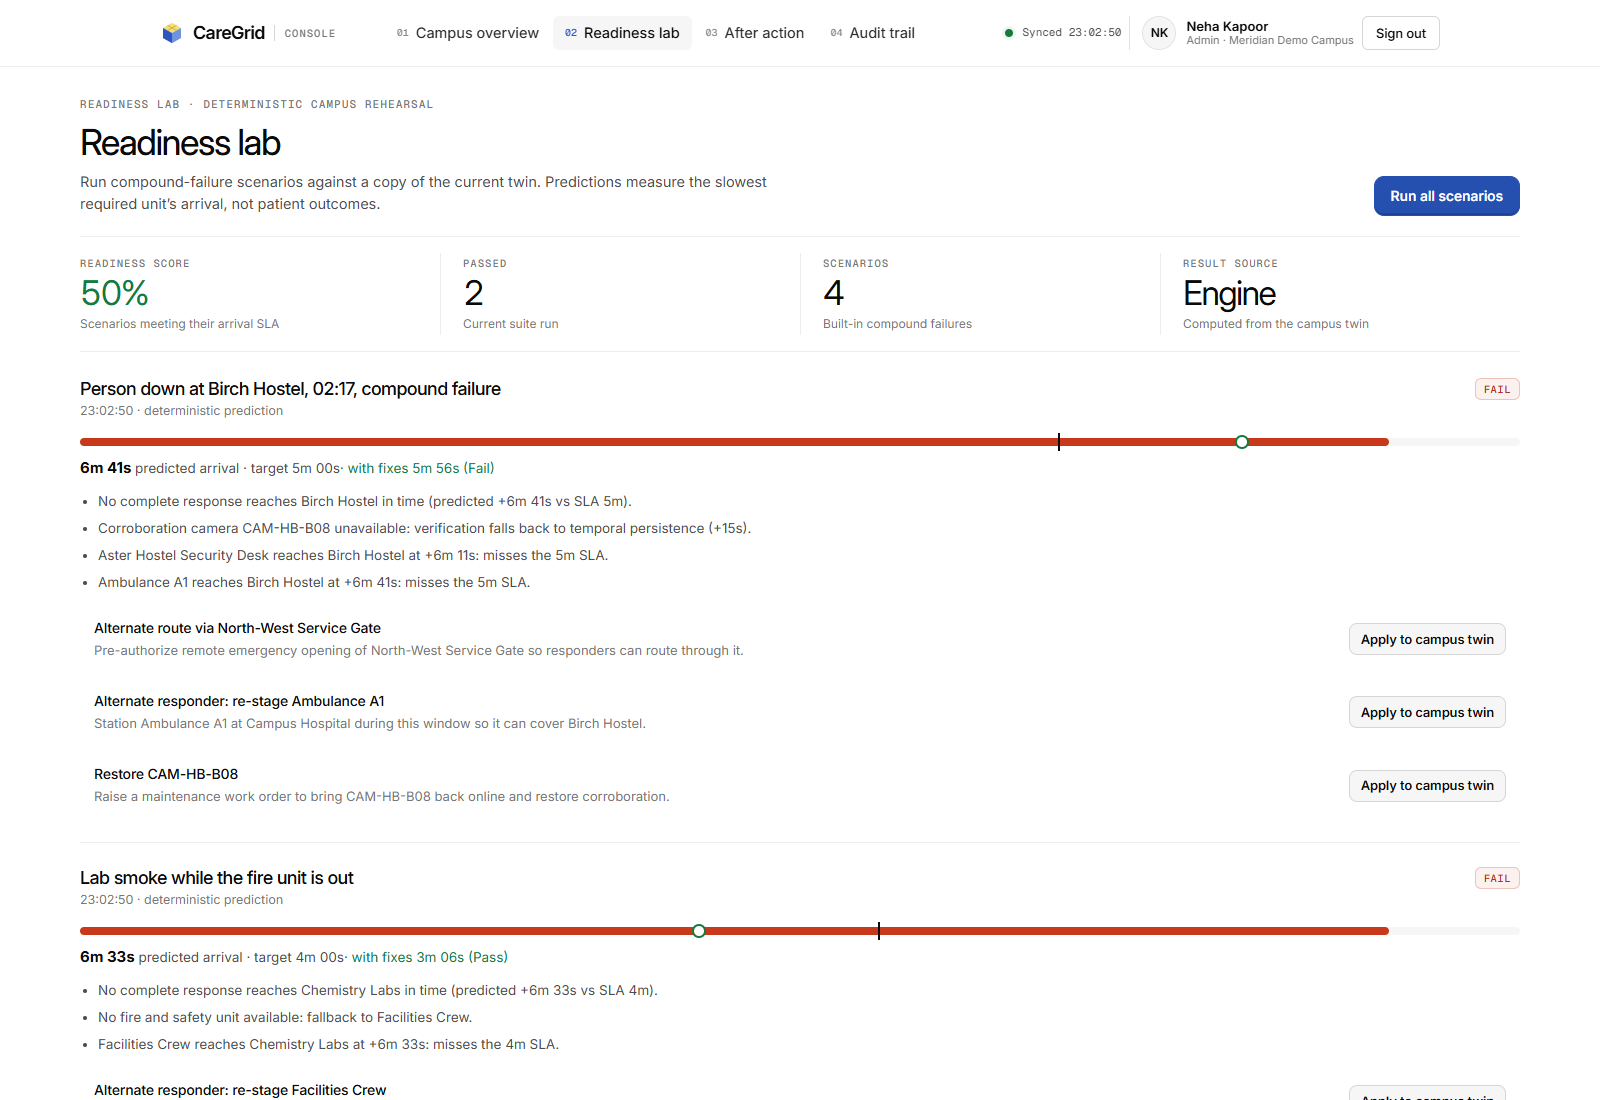 CareGrid CONSOLE
01 Campus overview
02 Readiness lab
03 After action
04 Audit trail
Synced 23:02:50
NK
Neha Kapoor
Admin · Meridian Demo Campus
Sign out
READINESS LAB · DETERMINISTIC CAMPUS REHEARSAL
Readiness lab
Run compound-failure scenarios against a copy of the current twin. Predictions measure the slowest
required unit’s arrival, not patient outcomes.
Run all scenarios
READINESS SCORE
50%
Scenarios meeting their arrival SLA
PASSED
2
Current suite run
SCENARIOS
4
Built-in compound failures
RESULT SOURCE
Engine
Computed from the campus twin
Person down at Birch Hostel, 02:17, compound failure
FAIL
23:02:50 · deterministic prediction
6m 41s predicted arrival · target 5m 00s· with fixes 5m 56s (Fail)
• No complete response reaches Birch Hostel in time (predicted +6m 41s vs SLA 5m).
• Corroboration camera CAM-HB-B08 unavailable: verification falls back to temporal persistence (+15s).
• Aster Hostel Security Desk reaches Birch Hostel at +6m 11s: misses the 5m SLA.
• Ambulance A1 reaches Birch Hostel at +6m 41s: misses the 5m SLA.
Alternate route via North-West Service Gate
Pre-authorize remote emergency opening of North-West Service Gate so responders can route through it.
Apply to campus twin
Alternate responder: re-stage Ambulance A1
Station Ambulance A1 at Campus Hospital during this window so it can cover Birch Hostel.
Apply to campus twin
Restore CAM-HB-B08
Raise a maintenance work order to bring CAM-HB-B08 back online and restore corroboration.
Apply to campus twin
Lab smoke while the fire unit is out
FAIL
23:02:50 · deterministic prediction
6m 33s predicted arrival · target 4m 00s· with fixes 3m 06s (Pass)
• No complete response reaches Chemistry Labs in time (predicted +6m 33s vs SLA 4m).
• No fire and safety unit available: fallback to Facilities Crew.
• Facilities Crew reaches Chemistry Labs at +6m 33s: misses the 4m SLA.
Alternate responder: re-stage Facilities Crew
Apply to campus twin